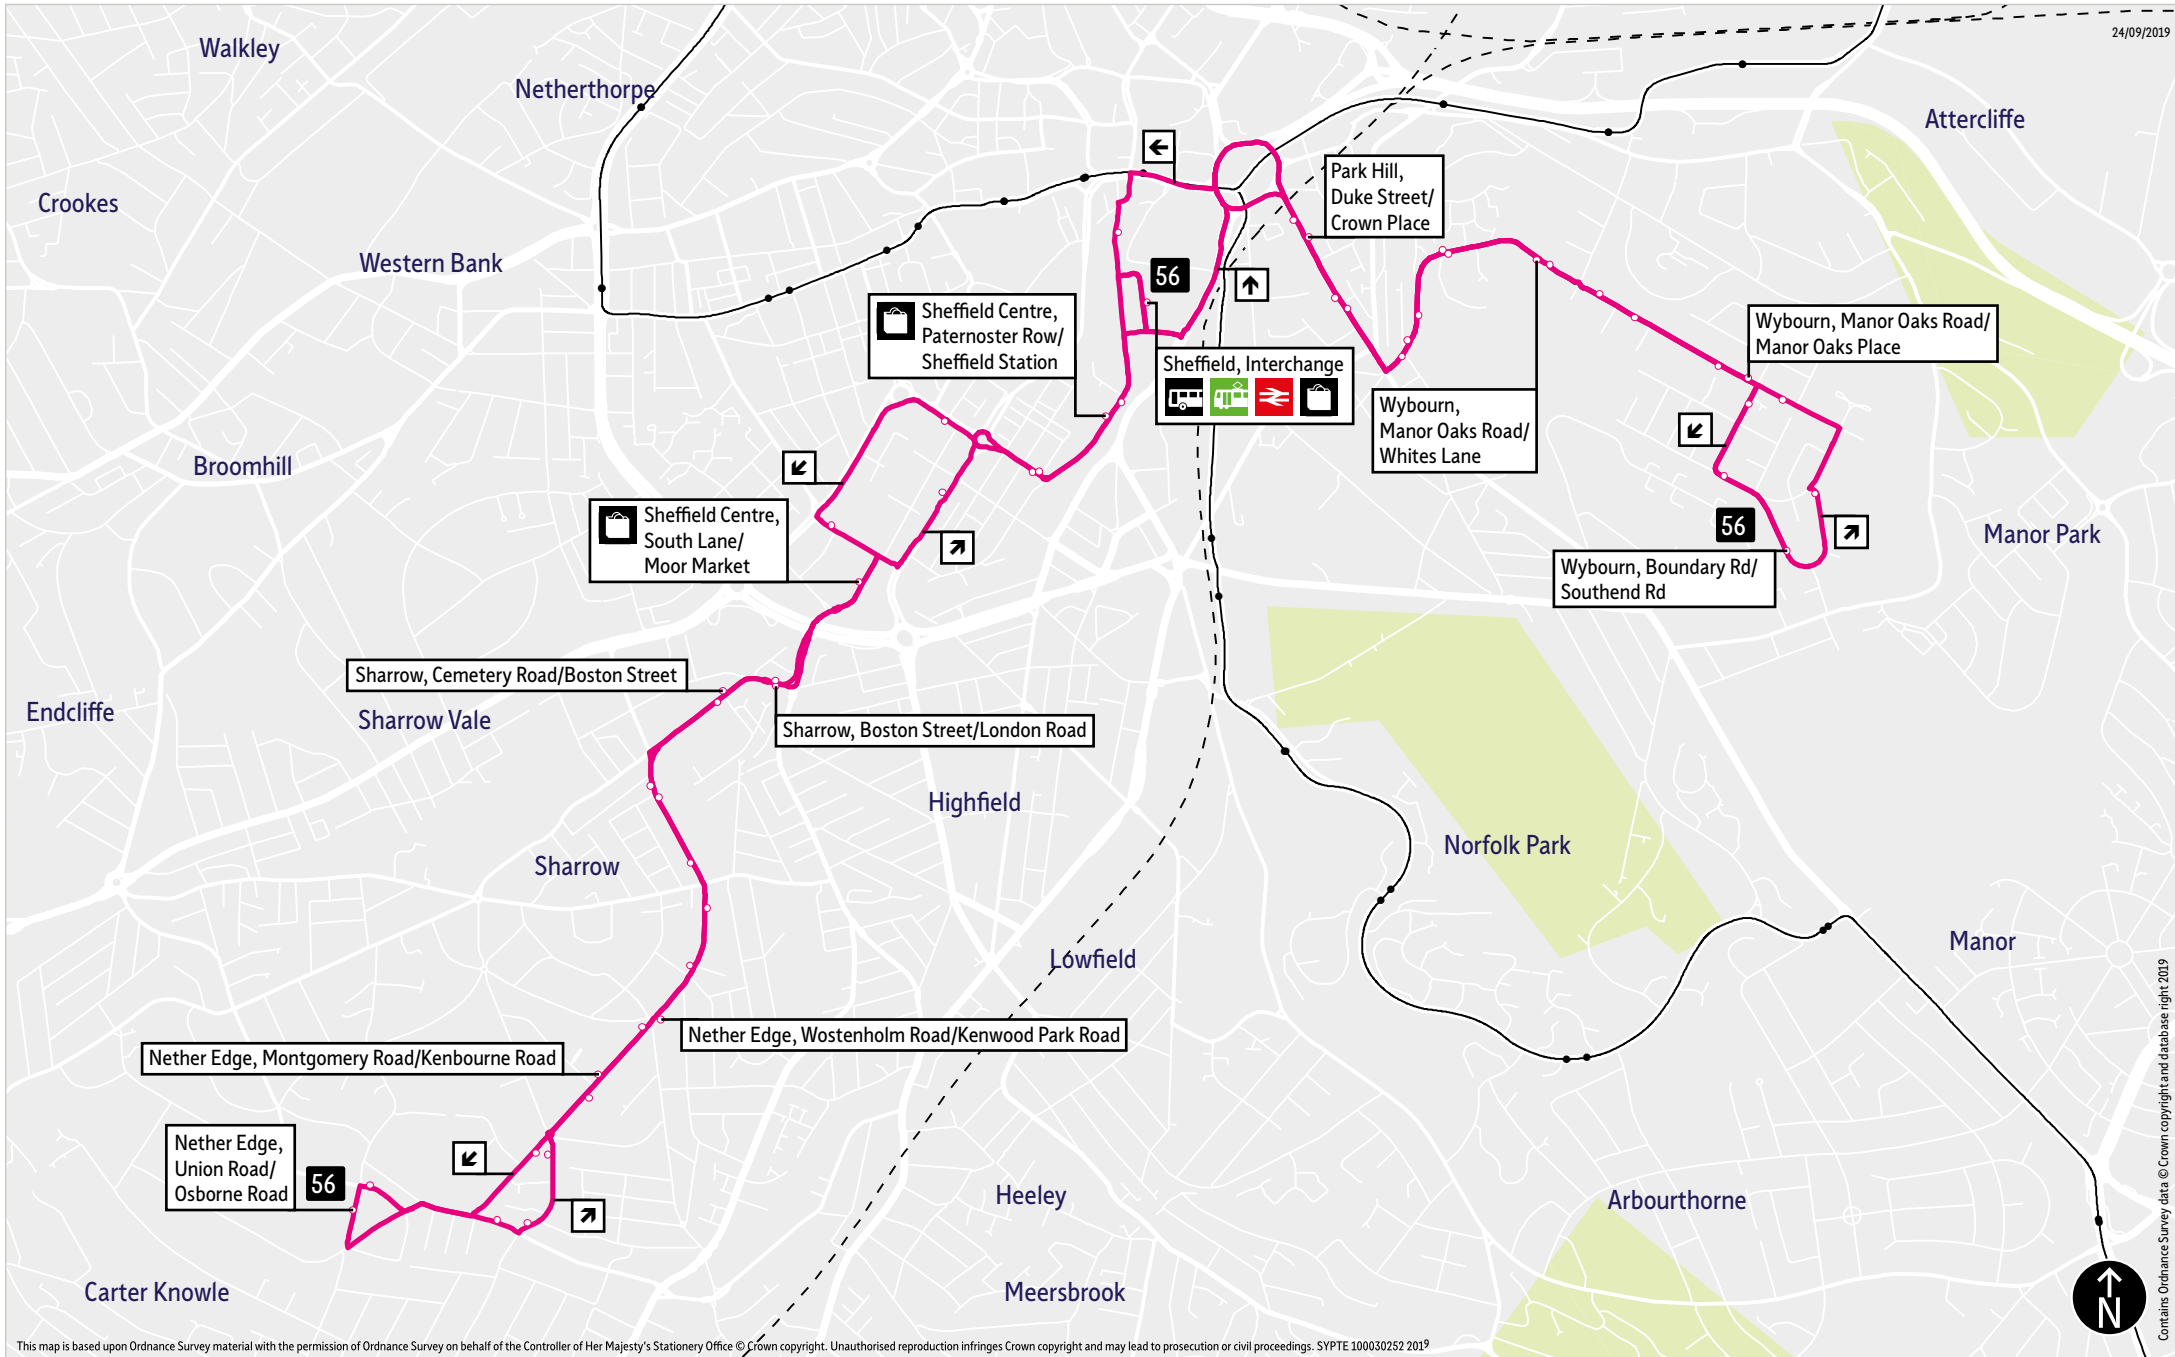 24/09/2019
Walkley
Netherthorpe
Attercliffe
Crookes
Park Hill,
Duke Street/
Crown Place
Western Bank
56
Sheffield Centre,
Paternoster Row/
Sheffield Station
Sheffield, Interchange
Wybourn, Manor Oaks Road/
Manor Oaks Place
Wybourn,
Manor Oaks Road/
Whites Lane
Broomhill
Sheffield Centre,
South Lane/
Moor Market
56
Manor Park
Wybourn, Boundary Rd/
Southend Rd
Sharrow, Cemetery Road/Boston Street
Endcliffe
Sharrow Vale
Sharrow, Boston Street/London Road
Highfield
Norfolk Park
Sharrow
Lowfield
Manor
Nether Edge, Wostenholm Road/Kenwood Park Road
Nether Edge, Montgomery Road/Kenbourne Road
Nether Edge,
Union Road/
Osborne Road
56
Heeley
Arbourthorne
Carter Knowle
Meersbrook
N
Contains Ordnance Survey data © Crown copyright and database right 2019
This map is based upon Ordnance Survey material with the permission of Ordnance Survey on behalf of the Controller of Her Majesty's Stationery Office © Crown copyright. Unauthorised reproduction infringes Crown copyright and may lead to prosecution or civil proceedings. SYPTE 100030252 2019